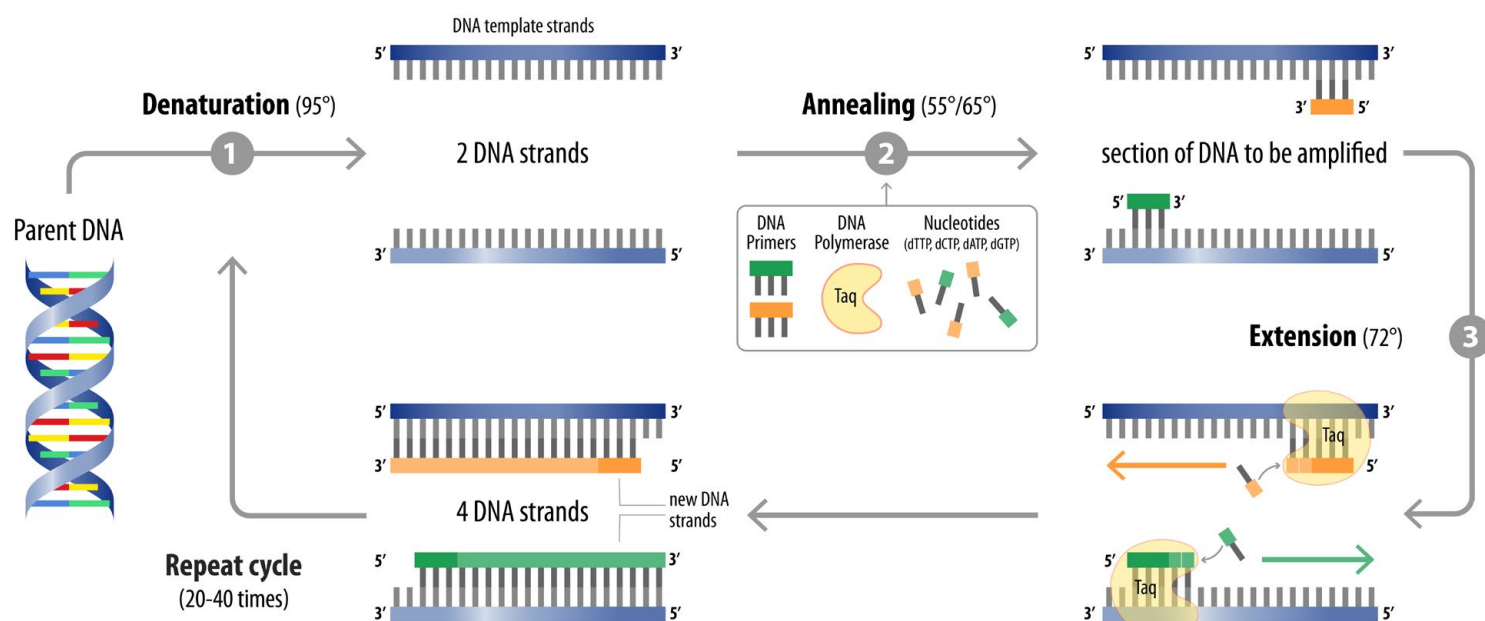 DNA template strands
5′ 3′
Denaturation (95°)
1
2 DNA strands
Parent DNA
3′ 5′
Annealing (55°/65°)
2
DNA
Primers
DNA
Polymerase
Taq
Nucleotides
(dTTP, dCTP, dATP, dGTP)
5′ 3′
3′ 5′
section of DNA to be amplified
5′ 3′
3′ 5′
Extension (72°)
3
5′ 3′
Taq
5′
5′
Taq
3′ 5′
5′ 3′
3′ 5′
4 DNA strands
new DNA
strands
5′ 3′
3′ 5′
Repeat cycle
(20-40 times)